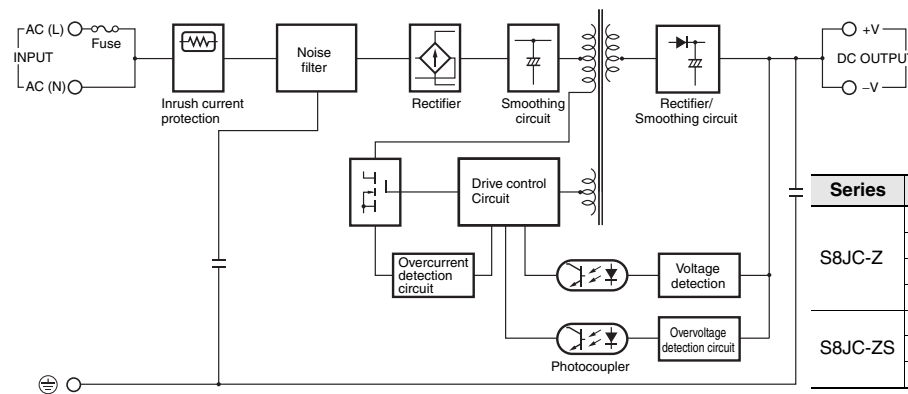 AC (L)
Fuse
INPUT
AC (N)
Inrush current
protection
Noise
filter
Rectifier
Smoothing
circuit
Rectifier/
Smoothing circuit
+V
DC OUTPUT
–V
Drive control
Circuit
Overcurrent
detection
circuit
Voltage
detection
Overvoltage
detection circuit
Photocoupler
Series
S8JC-Z
S8JC-ZS